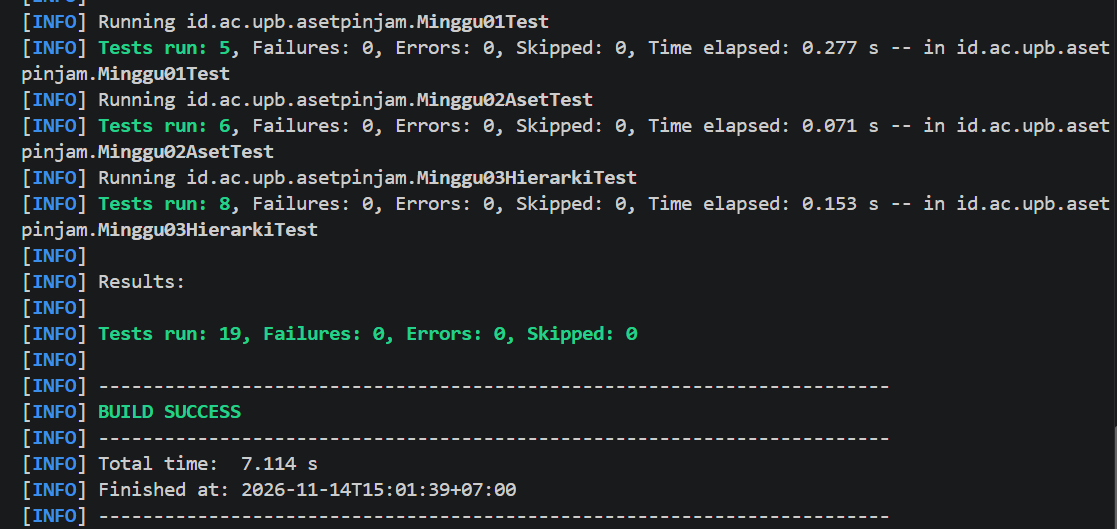 [INFO] Running id.ac.upb.asetpinjam.Minggu01Test
[INFO] Tests run: 5, Failures: 0, Errors: 0, Skipped: 0, Time elapsed: 0.277 s -- in id.ac.upb.aset
pinjam.Minggu01Test
[INFO] Running id.ac.upb.asetpinjam.Minggu02AsetTest
[INFO] Tests run: 6, Failures: 0, Errors: 0, Skipped: 0, Time elapsed: 0.071 s -- in id.ac.upb.aset
pinjam.Minggu02AsetTest
[INFO] Running id.ac.upb.asetpinjam.Minggu03HierarkiTest
[INFO] Tests run: 8, Failures: 0, Errors: 0, Skipped: 0, Time elapsed: 0.153 s -- in id.ac.upb.aset
pinjam.Minggu03HierarkiTest
[INFO]
[INFO] Results:
[INFO]
[INFO] Tests run: 19, Failures: 0, Errors: 0, Skipped: 0
[INFO]
[INFO] ------------------------------------------------------------------------
[INFO] BUILD SUCCESS
[INFO] ------------------------------------------------------------------------
[INFO] Total time:  7.114 s
[INFO] Finished at: 2026-11-14T15:01:39+07:00
[INFO] ------------------------------------------------------------------------